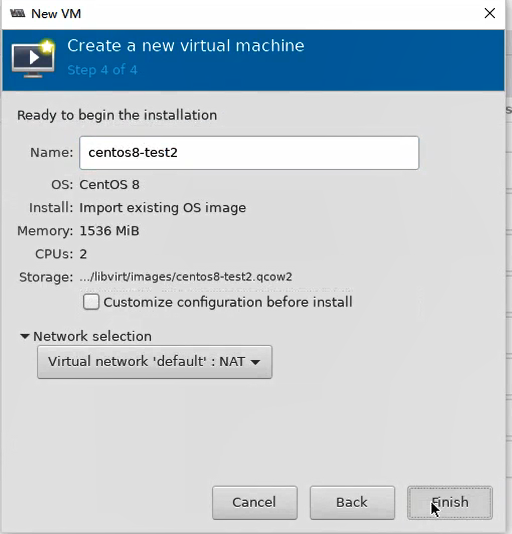 New VM
Create a new virtual machine
Step 4 of 4
Ready to begin the installation
Name: centos8-test2
OS: CentOS 8
Install: Import existing OS image
Memory: 1536 MiB
CPUs: 2
Storage: .../libvirt/images/centos8-test2.qcow2
Customize configuration before install
Network selection
Virtual network 'default' : NAT
Cancel Back Finish